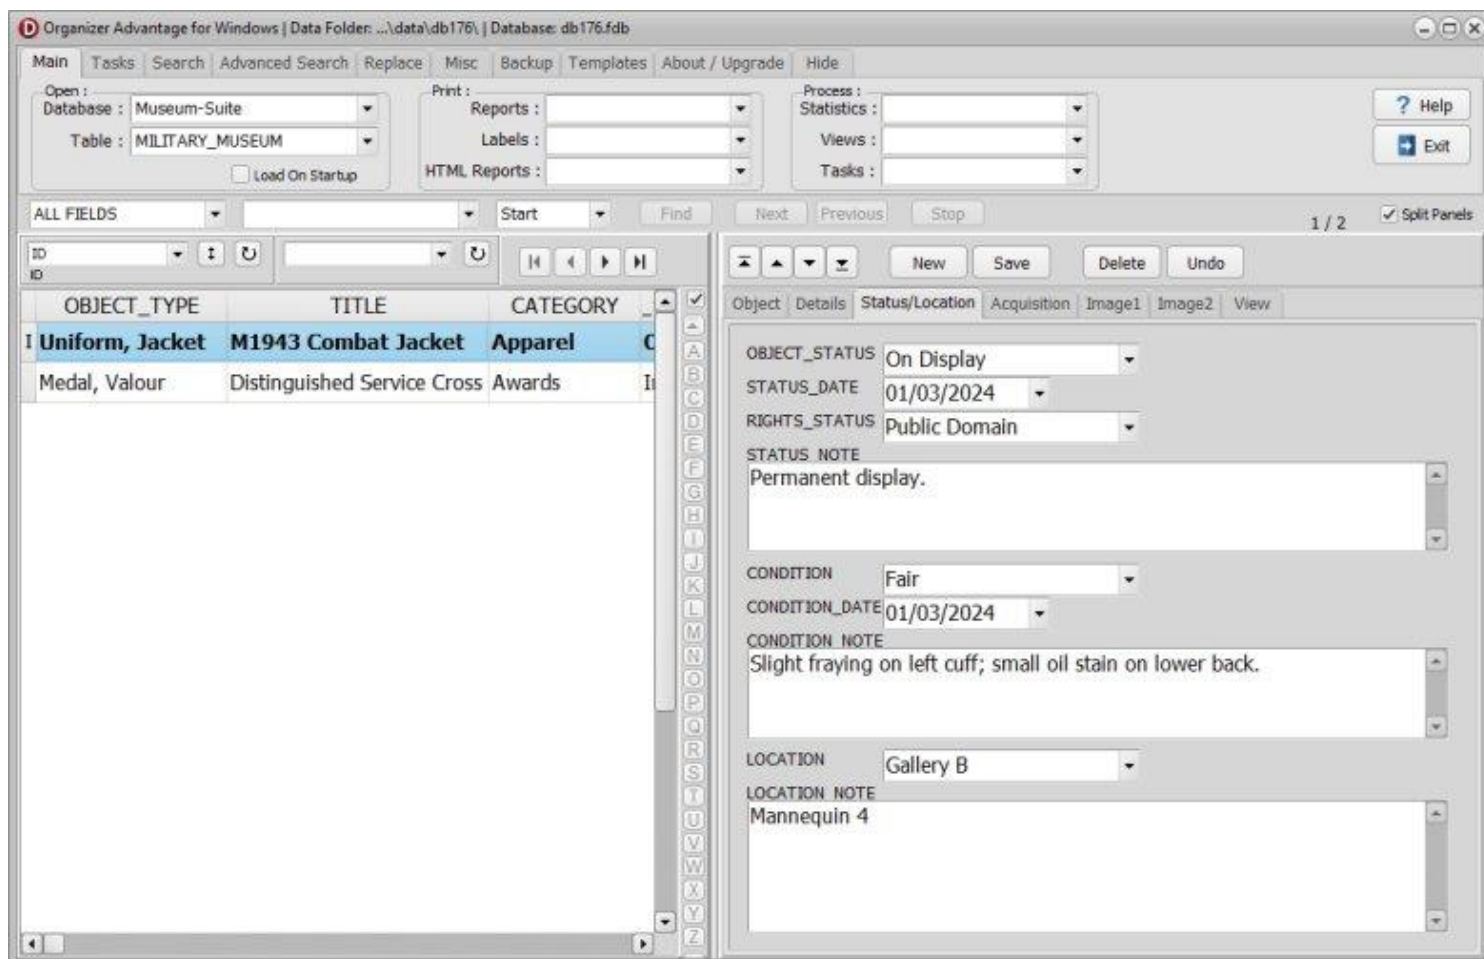 Organizer Advantage for Windows | Data Folder: ...\data\db176\ | Database: db176.fdb
Main Tasks Search Advanced Search Replace Misc Backup Templates About / Upgrade Hide
Open : Print : Process :
Database : Museum-Suite Reports : Statistics : ? Help
Table : MILITARY_MUSEUM Labels : Views : Exit
Load On Startup HTML Reports : Tasks :
ALL FIELDS Start Find Next Previous Stop 1 / 2 Split Panels
ID
ID
New Save Delete Undo
OBJECT_TYPE TITLE CATEGORY
Uniform, Jacket M1943 Combat Jacket Apparel
Medal, Valour Distinguished Service Cross Awards
A
B
C
D
E
F
G
H
I
J
K
L
M
N
O
P
Q
R
S
T
U
V
W
X
Y
Z
Object Details Status/Location Acquisition Image1 Image2 View
OBJECT_STATUS On Display
STATUS_DATE 01/03/2024
RIGHTS_STATUS Public Domain
STATUS_NOTE
Permanent display.
CONDITION Fair
CONDITION_DATE 01/03/2024
CONDITION_NOTE
Slight fraying on left cuff; small oil stain on lower back.
LOCATION Gallery B
LOCATION_NOTE
Mannequin 4